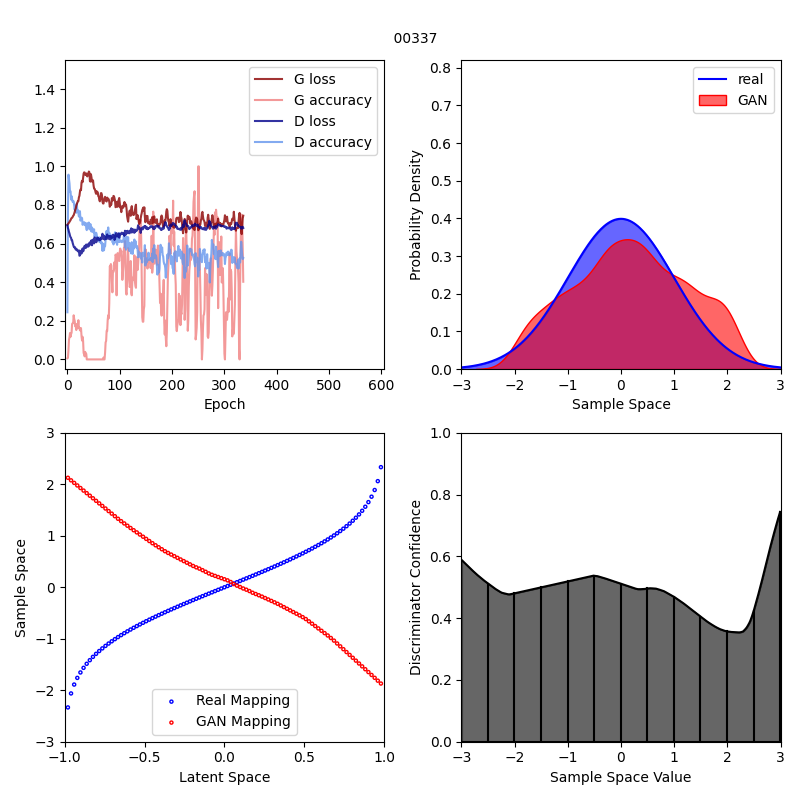 00337
G loss
G accuracy
D loss
D accuracy
1.4
1.2
1.0
0.8
0.6
0.4
0.2
0.0
0 100 200 300 400 500 600
Epoch
real
GAN
Probability Density
0.8
0.7
0.6
0.5
0.4
0.3
0.2
0.1
0.0
−3 −2 −1 0 1 2 3
Sample Space
Sample Space
3
2
1
0
−1
−2
−3
Real Mapping
GAN Mapping
−1.0 −0.5 0.0 0.5 1.0
Latent Space
Discriminator Confidence
1.0
0.8
0.6
0.4
0.2
0.0
−3 −2 −1 0 1 2 3
Sample Space Value